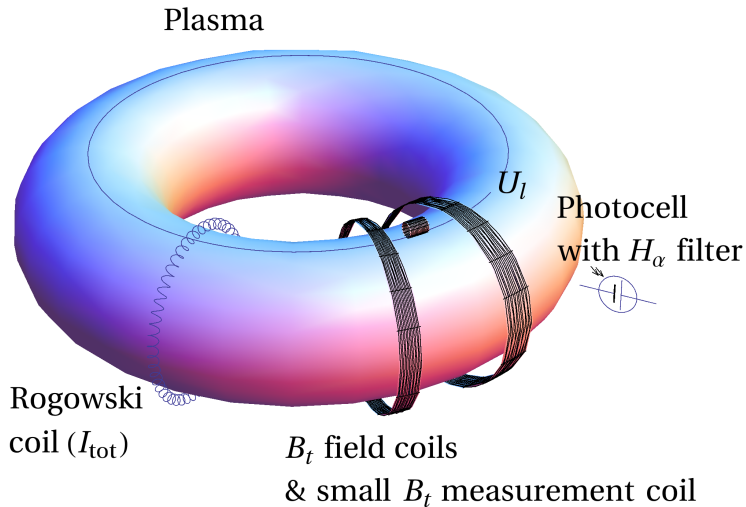 Plasma
U_l
Photocell
with H_α filter
Rogowski
coil (I_tot)
B_t field coils
& small B_t measurement coil